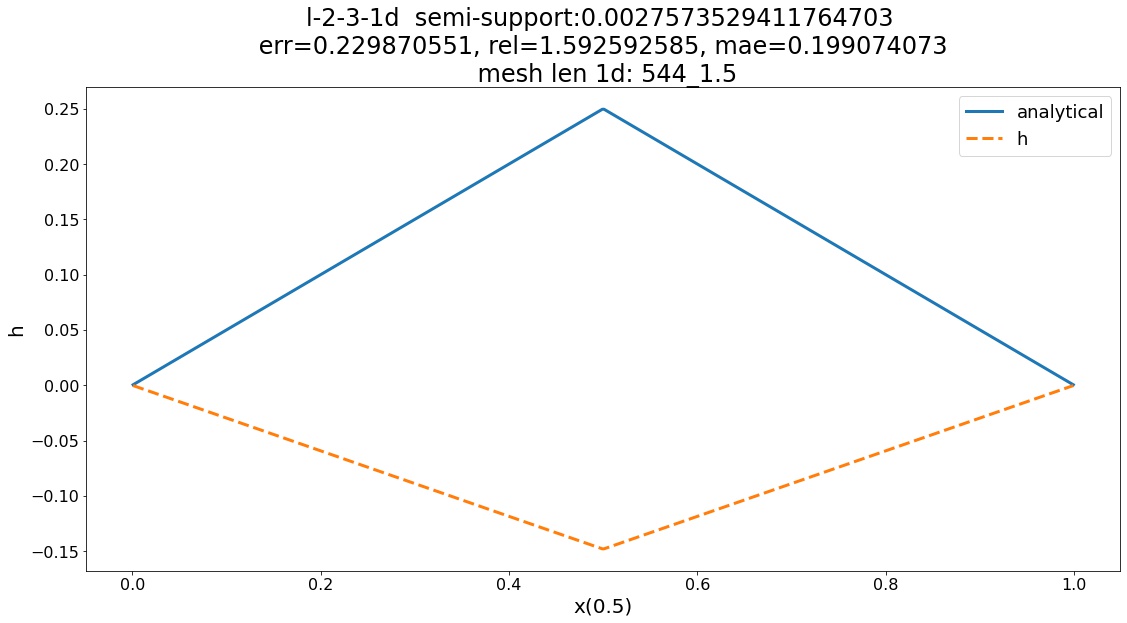 l-2-3-1d  semi-support:0.0027573529411764703
err=0.229870551, rel=1.592592585, mae=0.199074073
mesh len 1d: 544_1.5
analytical
h
0.25
0.20
0.15
0.10
0.05
0.00
−0.05
−0.10
−0.15
h
0.0
0.2
0.4
0.6
0.8
1.0
x(0.5)